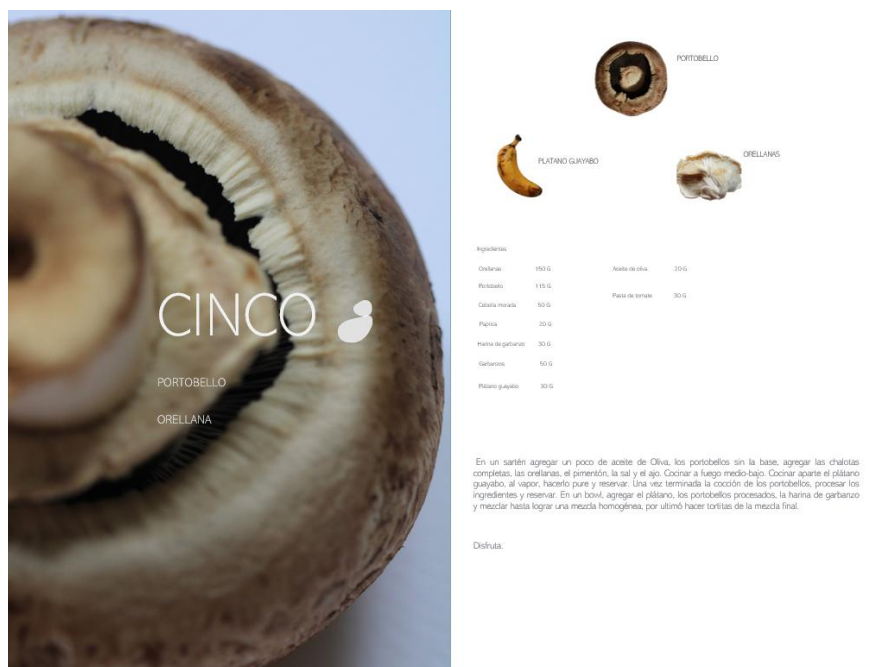 CINCO
PORTOBELLO
ORELLANA
PORTOBELLO
PLATANO GUAYABO
ORELLANAS
Ingredientes
Orellanas 150 G
Portobello 115 G
Cebolla morada 50 G
Paprica 20 G
Harina de garbanzo 30 G
Garbanzos 50 G
Plátano guayabo 30 G
Aceite de oliva 20 G
Pasta de tomate 30 G
En un sartén agregar un poco de aceite de Oliva, los portobellos sin la base, agregar las chalotas
completas, las orellanas, el pimentón, la sal y el ajo. Cocinar a fuego medio-bajo. Cocinar aparte el plátano
guayabo, al vapor, hacerlo pure y reservar. Una vez terminada la cocción de los portobellos, procesar los
ingredientes y reservar. En un bowl, agregar el plátano, los portobellos procesados, la harina de garbanzo
y mezclar hasta lograr una mezcla homogénea, por ultimó hacer tortitas de la mezcla final.
Disfruta.